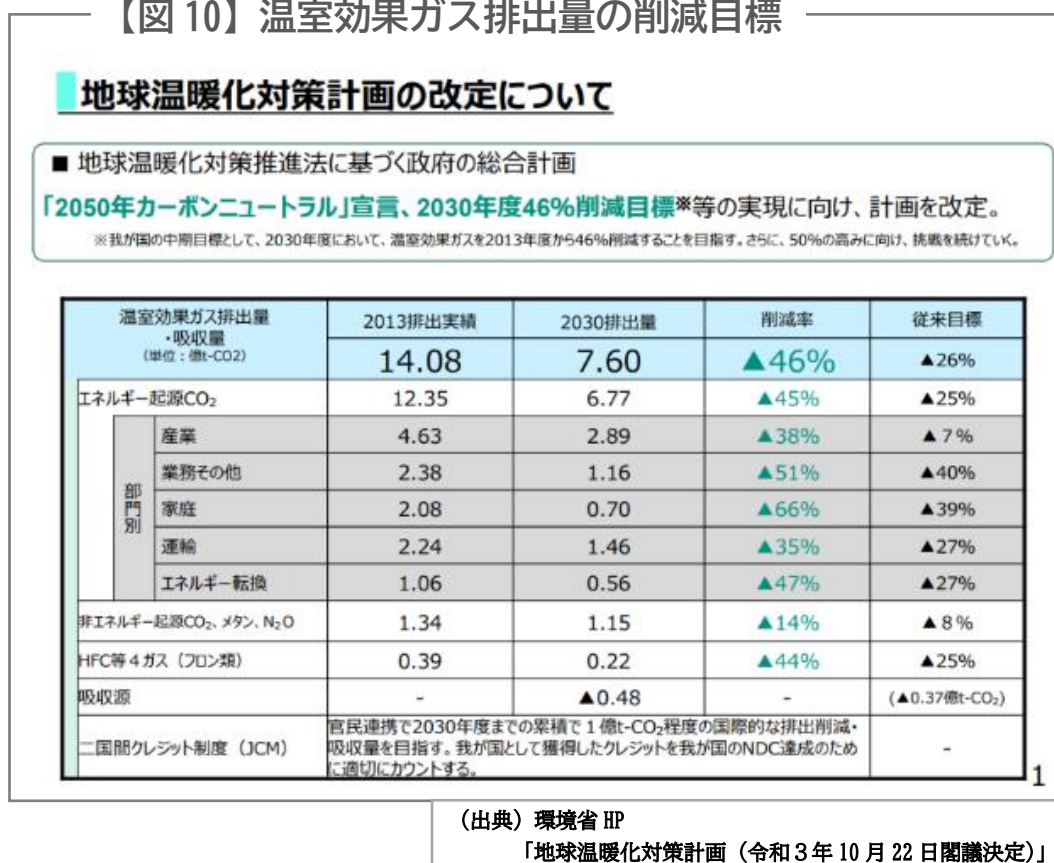 【図 10】温室効果ガス排出量の削減目標
地球温暖化対策計画の改定について
■ 地球温暖化対策推進法に基づく政府の総合計画
「2050年カーボンニュートラル」宣言、2030年度46%削減目標※等の実現に向け、計画を改定。
※我が国の中期目標として、2030年度において、温室効果ガスを2013年度から46%削減することを目指す。さらに、50%の高みに向け、挑戦を続けていく。
温室効果ガス排出量
・吸収量
(単位:億t-CO2)
2013排出実績 2030排出量 削減率 従来目標
14.08 7.60 ▲46% ▲26%
エネルギー起源CO₂ 12.35 6.77 ▲45% ▲25%
部門別
産業 4.63 2.89 ▲38% ▲7%
業務その他 2.38 1.16 ▲51% ▲40%
家庭 2.08 0.70 ▲66% ▲39%
運輸 2.24 1.46 ▲35% ▲27%
エネルギー転換 1.06 0.56 ▲47% ▲27%
非エネルギー起源CO₂、メタン、N₂O 1.34 1.15 ▲14% ▲8%
HFC等4ガス(フロン類) 0.39 0.22 ▲44% ▲25%
吸収源 - ▲0.48 - (▲0.37億t-CO₂)
二国間クレジット制度(JCM)
官民連携で2030年度までの累積で1億t-CO₂程度の国際的な排出削減・
吸収量を目指す。我が国として獲得したクレジットを我が国のNDC達成のため
に適切にカウントする。
-
1
(出典)環境省 HP
「地球温暖化対策計画(令和3年 10 月 22 日閣議決定)」